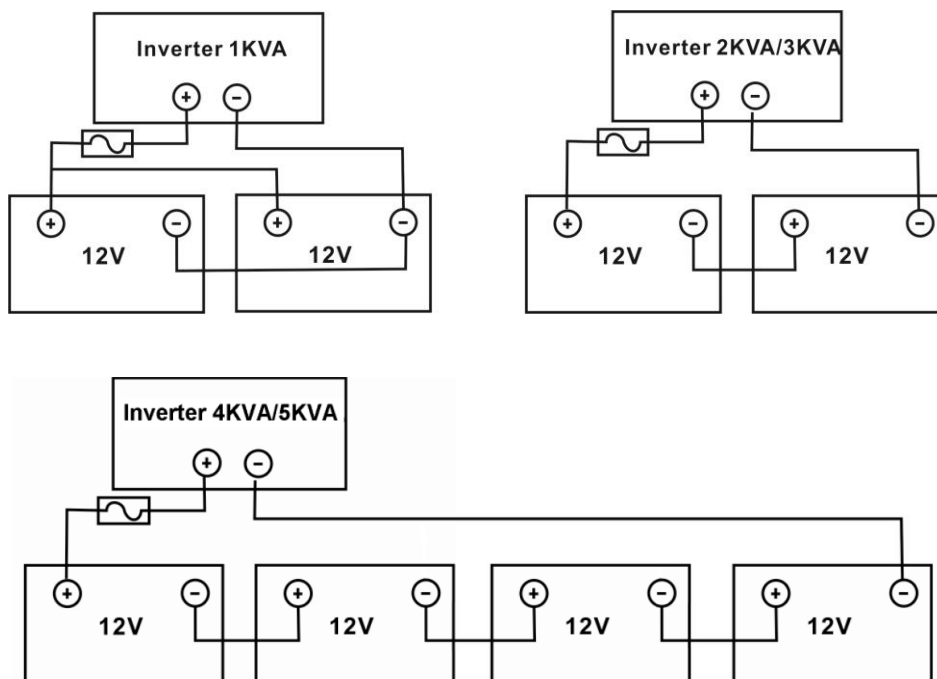 Inverter 1KVA
+ −
+ − + −
12V 12V
Inverter 2KVA/3KVA
+ −
+ − + −
12V 12V
Inverter 4KVA/5KVA
+ −
+ − + − + − + −
12V 12V 12V 12V